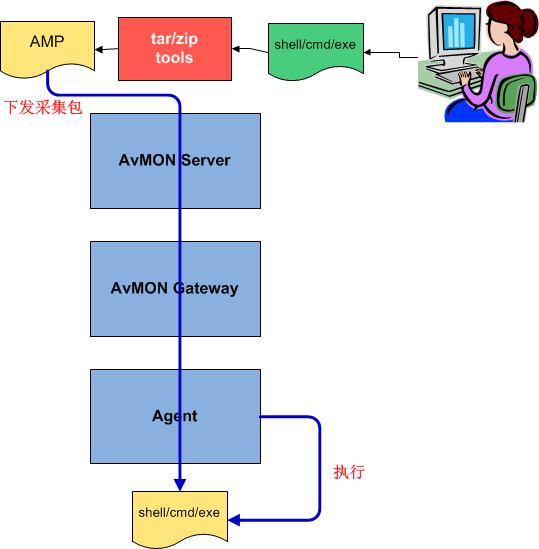 AMP
tar/zip
tools
shell/cmd/exe
下发采集包
AvMON Server
AvMON Gateway
Agent
执行
shell/cmd/exe